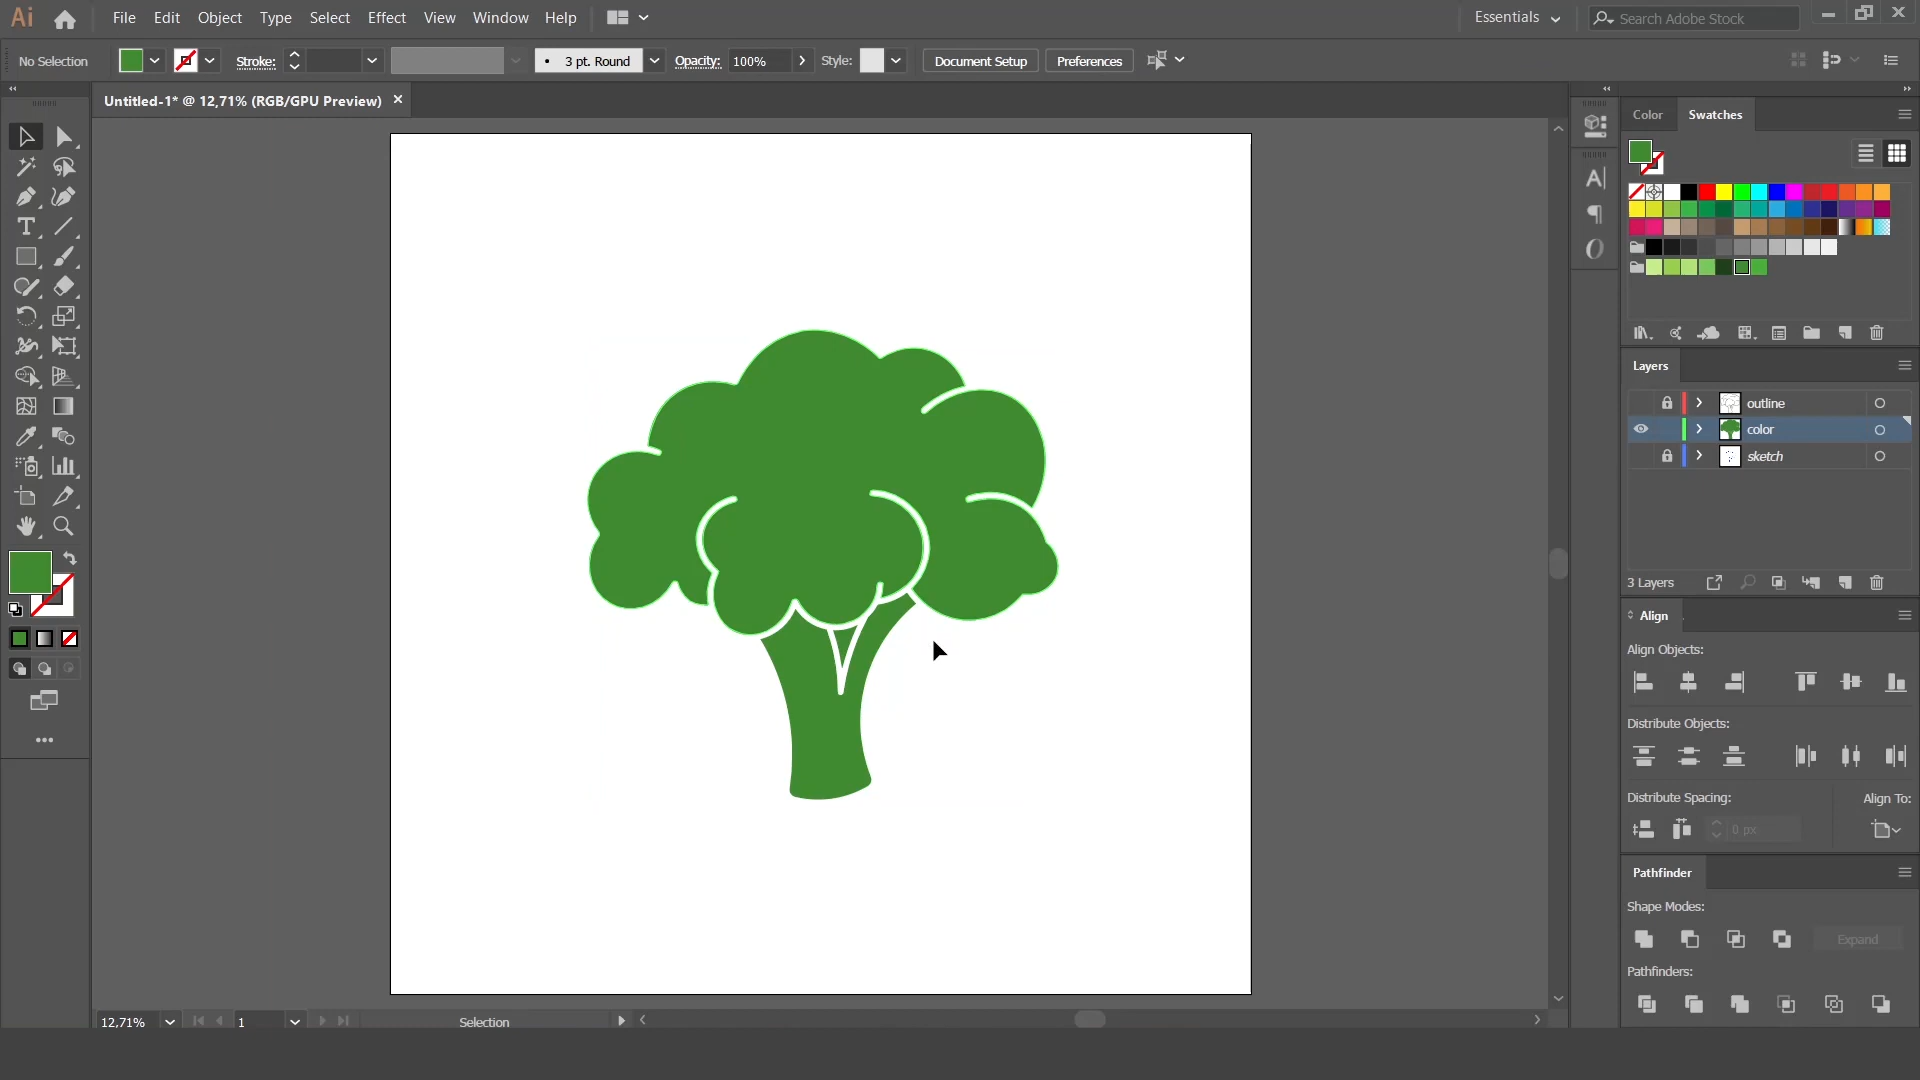 Ai File Edit Object Type Select Effect View Window Help Essentials Search Adobe Stock
No Selection Stroke: 3 pt. Round Opacity: 100% Style: Document Setup Preferences
Untitled-1* @ 12,71% (RGB/GPU Preview)
Color Swatches
Layers
outline
color
sketch
3 Layers
Align
Align Objects:
Distribute Objects:
Distribute Spacing: Align To:
0 px
Pathfinder
Shape Modes:
Expand
Pathfinders:
12,71% 1 Selection